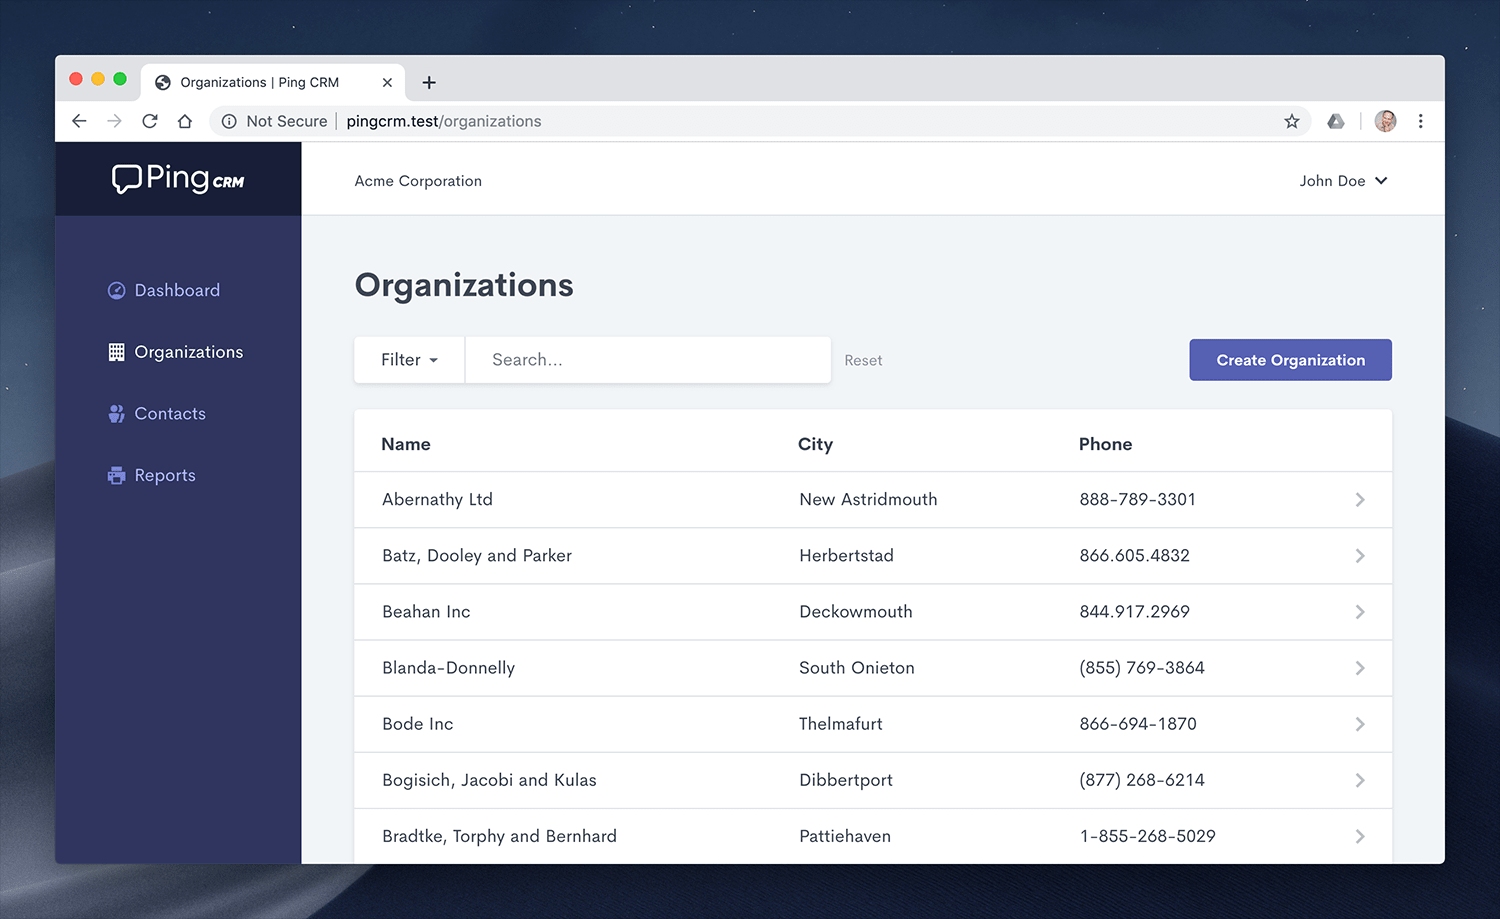 Organizations | Ping CRM
Not Secure | pingcrm.test/organizations
Ping CRM
Acme Corporation
John Doe
Dashboard
Organizations
Contacts
Reports
Organizations
Filter
Search...
Reset
Create Organization
Name City Phone
Abernathy Ltd New Astridmouth 888-789-3301
Batz, Dooley and Parker Herbertstad 866.605.4832
Beahan Inc Deckowmouth 844.917.2969
Blanda-Donnelly South Onieton (855) 769-3864
Bode Inc Thelmafurt 866-694-1870
Bogisich, Jacobi and Kulas Dibbertport (877) 268-6214
Bradtke, Torphy and Bernhard Pattiehaven 1-855-268-5029